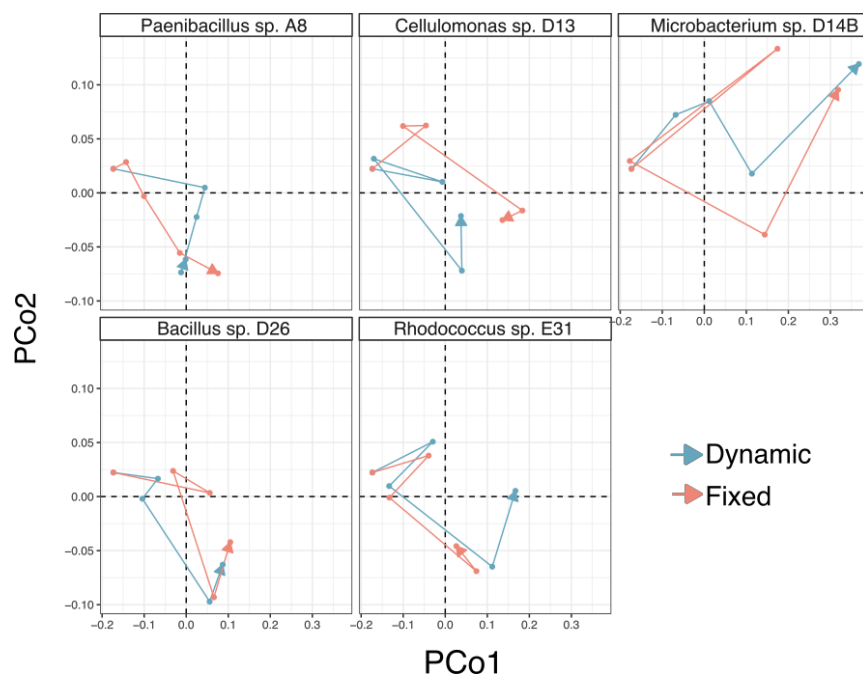 Paenibacillus sp. A8
Cellulomonas sp. D13
Microbacterium sp. D14B
0.10
0.05
0.00
−0.05
−0.10
−0.2 −0.1 0.0 0.1 0.2 0.3
Bacillus sp. D26
Rhodococcus sp. E31
0.10
0.05
0.00
−0.05
−0.10
−0.2 −0.1 0.0 0.1 0.2 0.3
−0.2 −0.1 0.0 0.1 0.2 0.3
PCo2
PCo1
Dynamic
Fixed